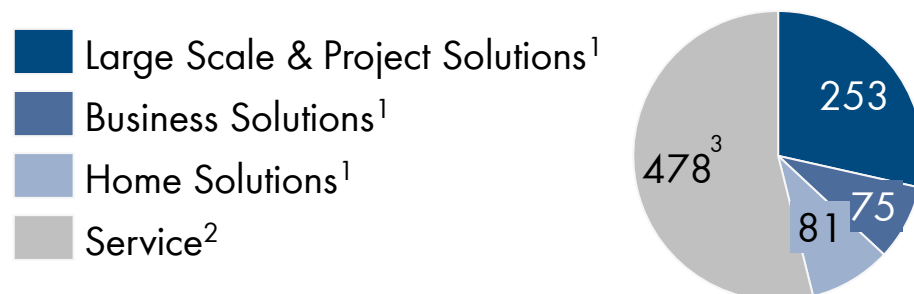 Large Scale & Project Solutions¹
Business Solutions¹
Home Solutions¹
Service²
253
75
81
478³